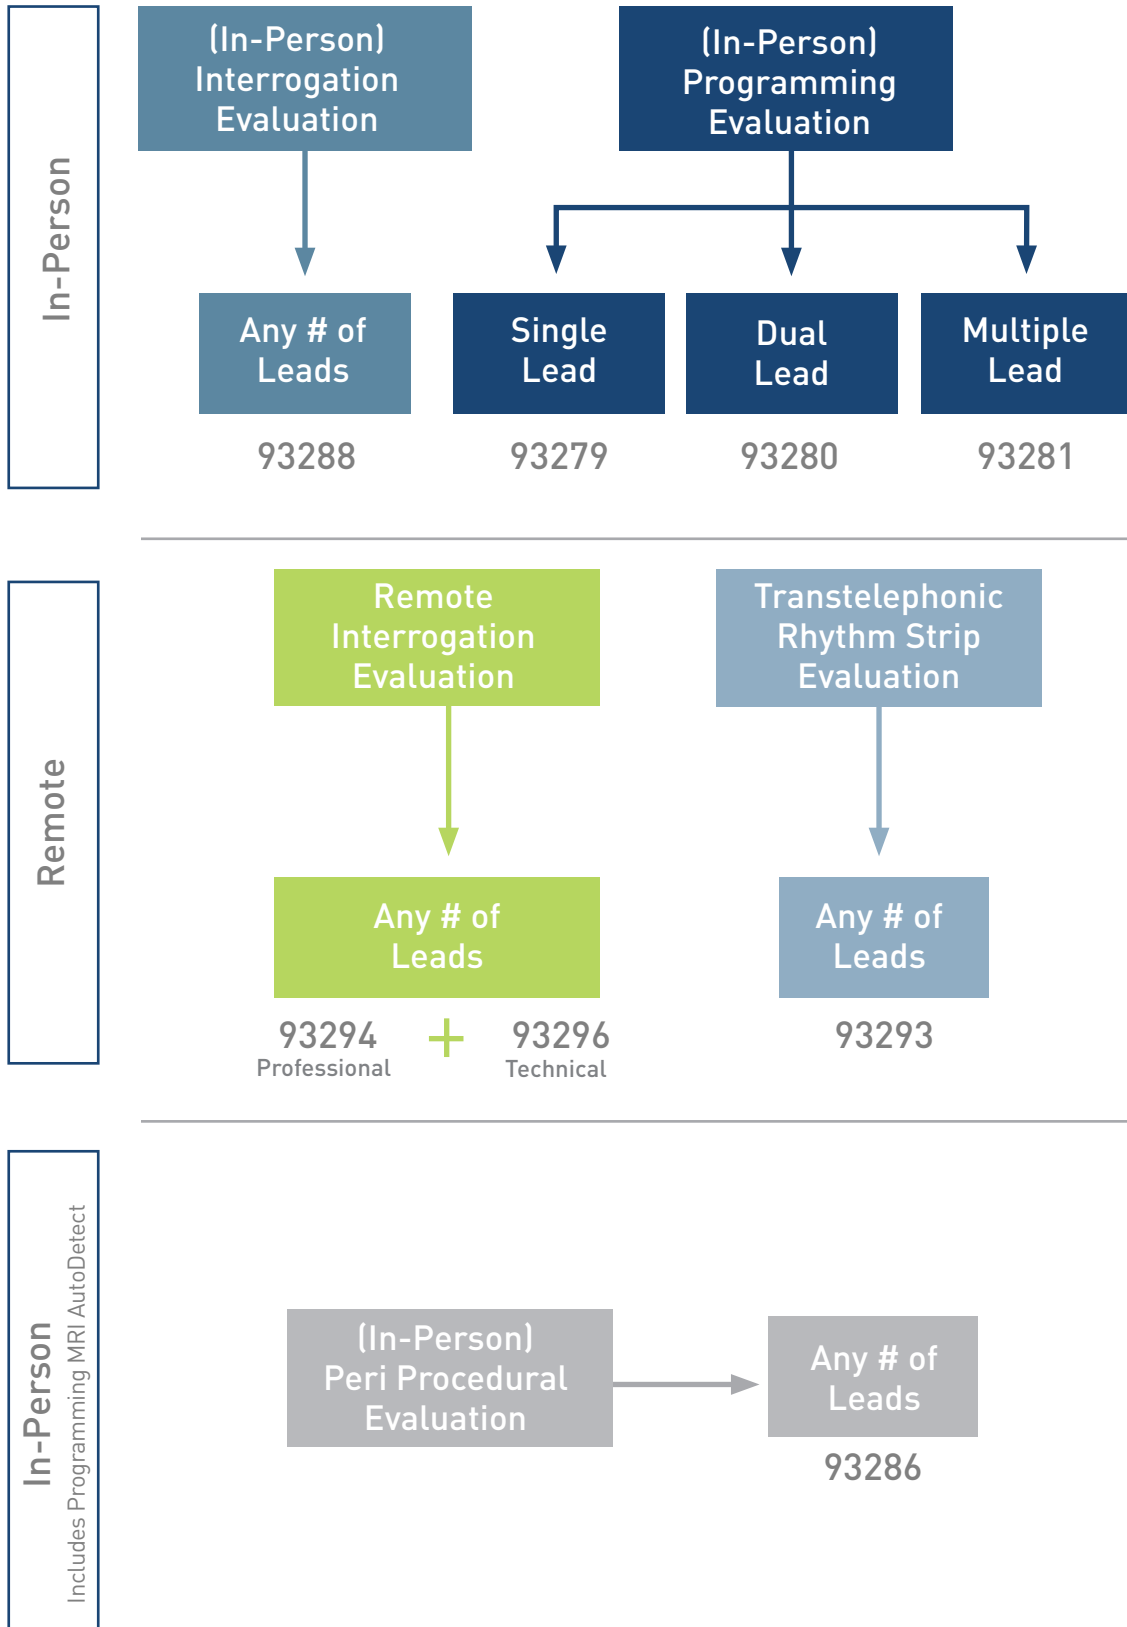 In-Person
(In-Person)
Interrogation
Evaluation
(In-Person)
Programming
Evaluation
Any # of
Leads
Single
Lead
Dual
Lead
Multiple
Lead
93288
93279
93280
93281
Remote
Remote
Interrogation
Evaluation
Transtelephonic
Rhythm Strip
Evaluation
Any # of
Leads
Any # of
Leads
93294 + 93296
Professional
Technical
93293
In-Person
Includes Programming MRI AutoDetect
(In-Person)
Peri Procedural
Evaluation
Any # of
Leads
93286